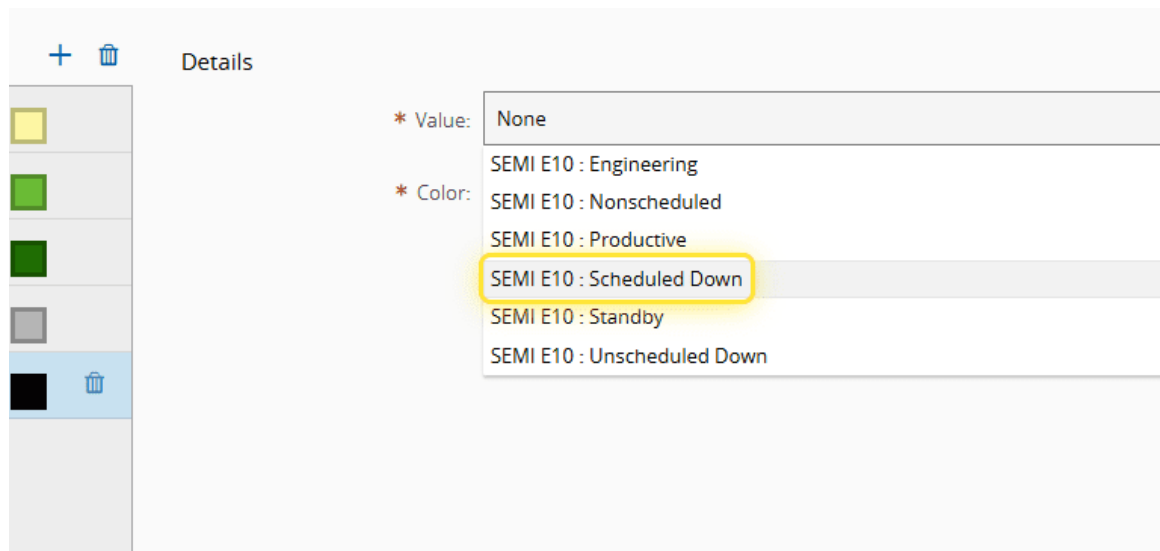 Details
* Value: None
SEMI E10 : Engineering
* Color: SEMI E10 : Nonscheduled
SEMI E10 : Productive
SEMI E10 : Scheduled Down
SEMI E10 : Standby
SEMI E10 : Unscheduled Down